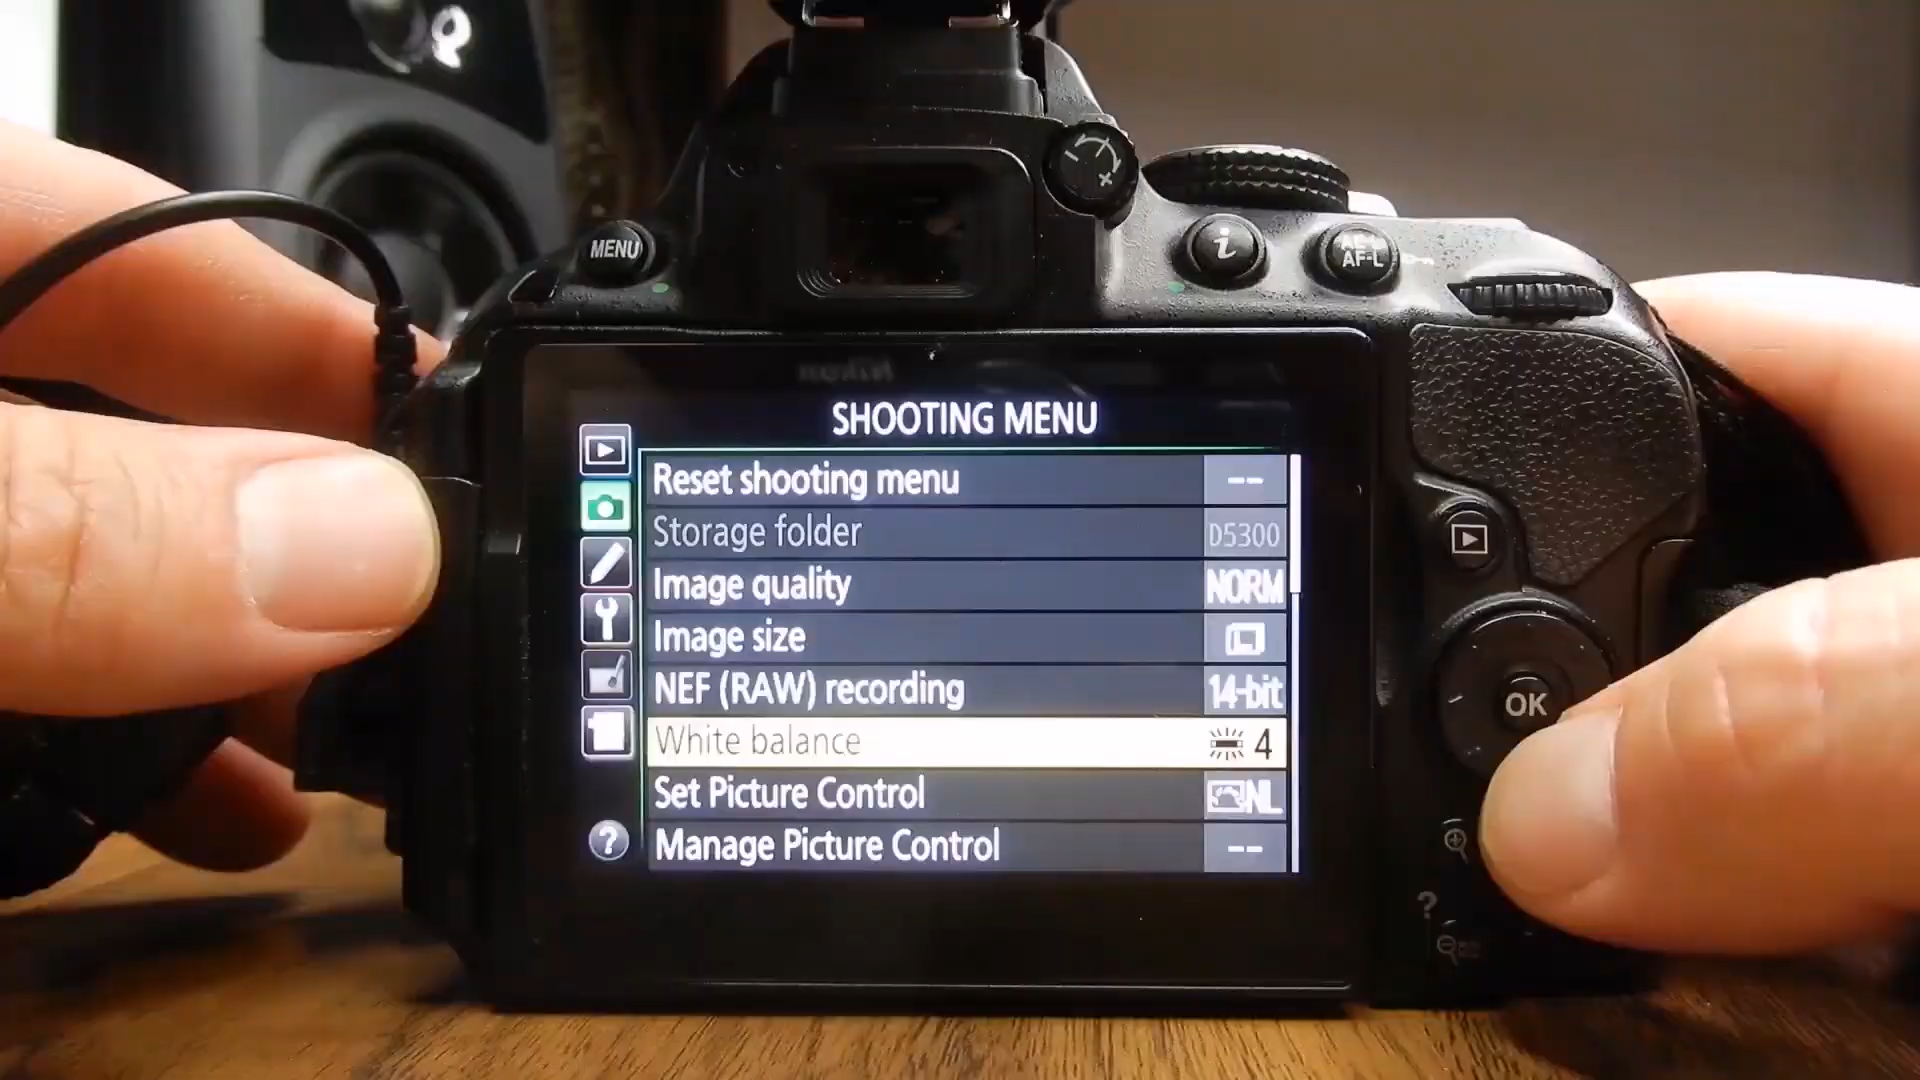 MENU
i
AE-L
AF-L
SHOOTING MENU
Reset shooting menu --
Storage folder D5300
Image quality NORM
Image size L
NEF (RAW) recording 14-bit
White balance 4
Set Picture Control NL
Manage Picture Control --
?
OK
?